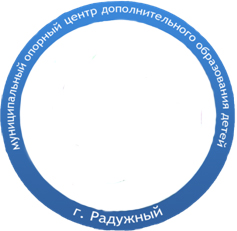 муниципальный опорный центр дополнительного образования детей
г. Радужный